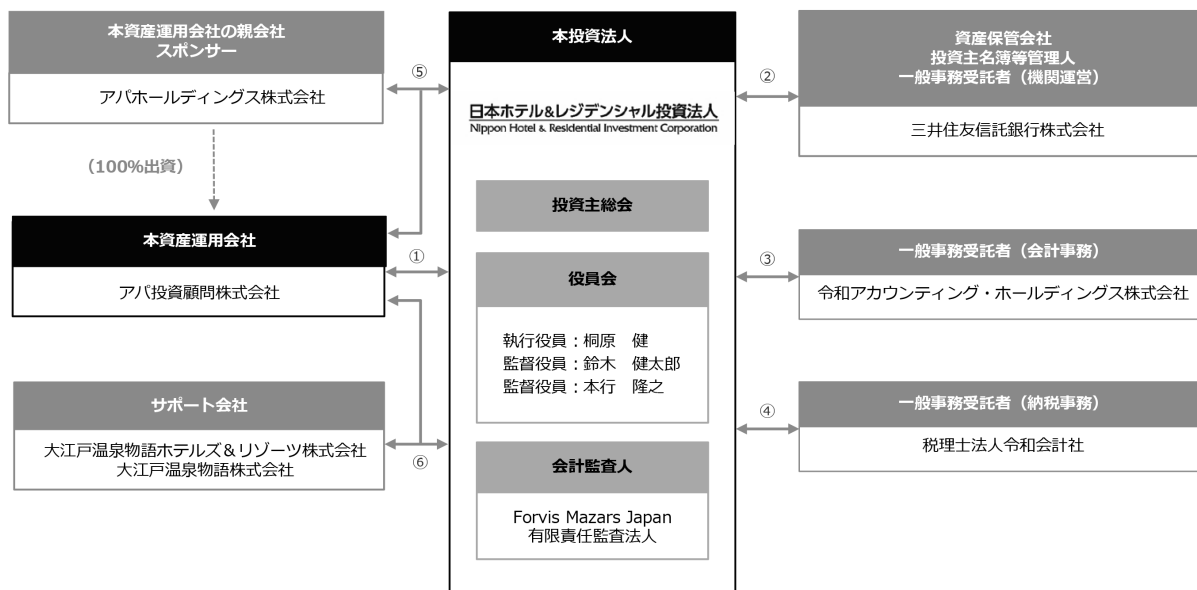 本資産運用会社の親会社
スポンサー
アパホールディングス株式会社
(100%出資)
本資産運用会社
アパ投資顧問株式会社
サポート会社
大江戸温泉物語ホテルズ&リゾーツ株式会社
大江戸温泉物語株式会社
⑤
①
⑥
本投資法人
日本ホテル&レジデンシャル投資法人
Nippon Hotel & Residential Investment Corporation
投資主総会
役員会
執行役員：桐原　健
監督役員：鈴木　健太郎
監督役員：本行　隆之
会計監査人
Forvis Mazars Japan
有限責任監査法人
②
③
④
資産保管会社
投資主名簿等管理人
一般事務受託者（機関運営）
三井住友信託銀行株式会社
一般事務受託者（会計事務）
令和アカウンティング・ホールディングス株式会社
一般事務受託者（納税事務）
税理士法人令和会計社